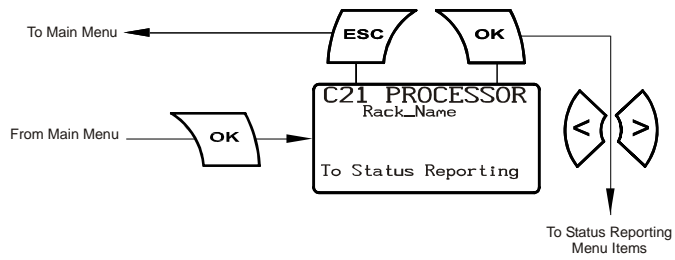 To Main Menu
ESC
OK
C21 PROCESSOR
Rack_Name
From Main Menu
OK
< >
To Status Reporting
To Status Reporting
Menu Items